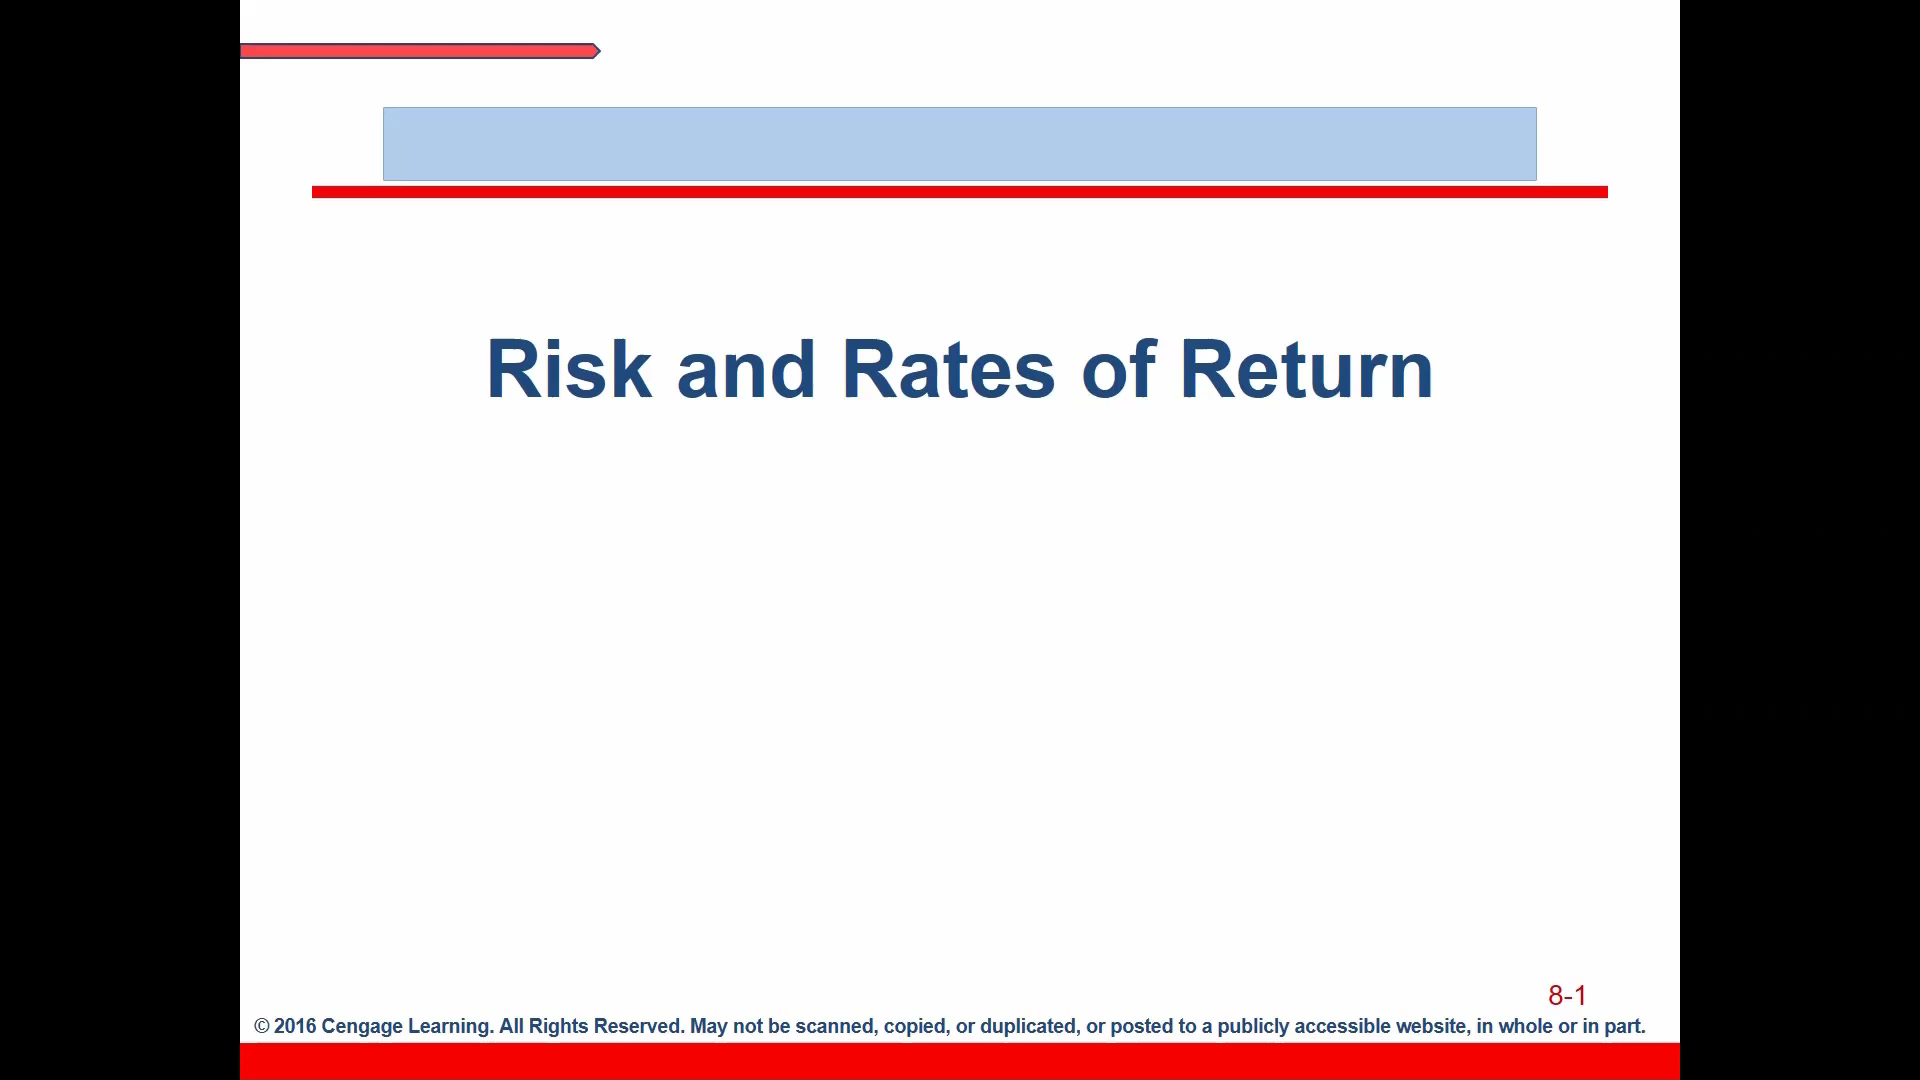 Risk and Rates of Return
8-1
© 2016 Cengage Learning. All Rights Reserved. May not be scanned, copied, or duplicated, or posted to a publicly accessible website, in whole or in part.